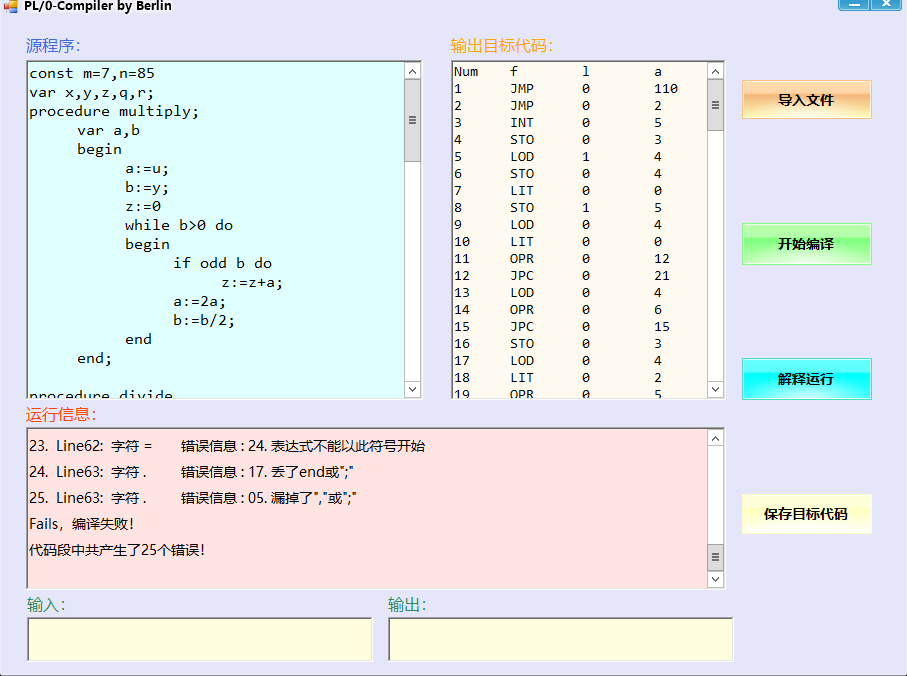 PL/0-Compiler by Berlin
源程序:
const m=7,n=85
var x,y,z,q,r;
procedure multiply;
var a,b
begin
a:=u;
b:=y;
z:=0
while b>0 do
begin
if odd b do
z:=z+a;
a:=2a;
b:=b/2;
end
end;
procedure divide
输出目标代码:
Num f l a
1 JMP 0 110
2 JMP 0 2
3 INT 0 5
4 STO 0 3
5 LOD 1 4
6 STO 0 4
7 LIT 0 0
8 STO 1 5
9 LOD 0 4
10 LIT 0 0
11 OPR 0 12
12 JPC 0 21
13 LOD 0 4
14 OPR 0 6
15 JPC 0 15
16 STO 0 3
17 LOD 0 4
18 LIT 0 2
19 OPR 0 5
导入文件
开始编译
解释运行
保存目标代码
运行信息:
23. Line62: 字符 = 错误信息 : 24. 表达式不能以此符号开始
24. Line63: 字符 . 错误信息 : 17. 丢了end或";"
25. Line63: 字符 . 错误信息 : 05. 漏掉了","或";"
Fails，编译失败!
代码段中共产生了25个错误!
输入:
输出: